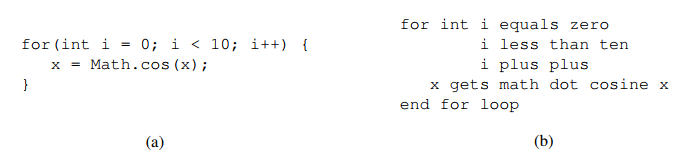 for(int i = 0; i < 10; i++) {
x = Math.cos(x);
}
(a)
for int i equals zero
i less than ten
i plus plus
x gets math dot cosine x
end for loop
(b)